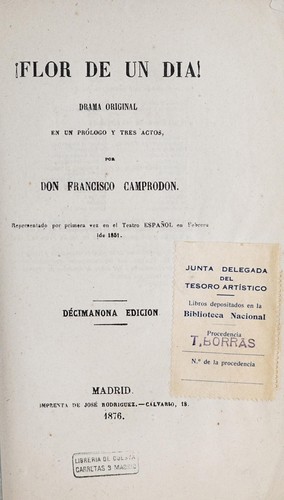 ¡FLOR DE UN DIA!
DRAMA ORIGINAL
EN UN PRÓLOGO Y TRES ACTOS,
POR
DON FRANCISCO CAMPRODON.
Representado por primera vez en el Teatro ESPAÑOL en Febrero
de 1851.
DÉCIMANONA EDICION
MADRID.
IMPRENTA DE JOSÉ RODRIGUEZ.—CALVARIO, 18.
1876.
JUNTA DELEGADA
DEL
TESORO ARTÍSTICO
Libros depositados en la
Biblioteca Nacional
Procedencia
T. BORRAS
N.º de la procedencia
LIBRERIA DE CUESTA
CARRETAS 9 MADRID